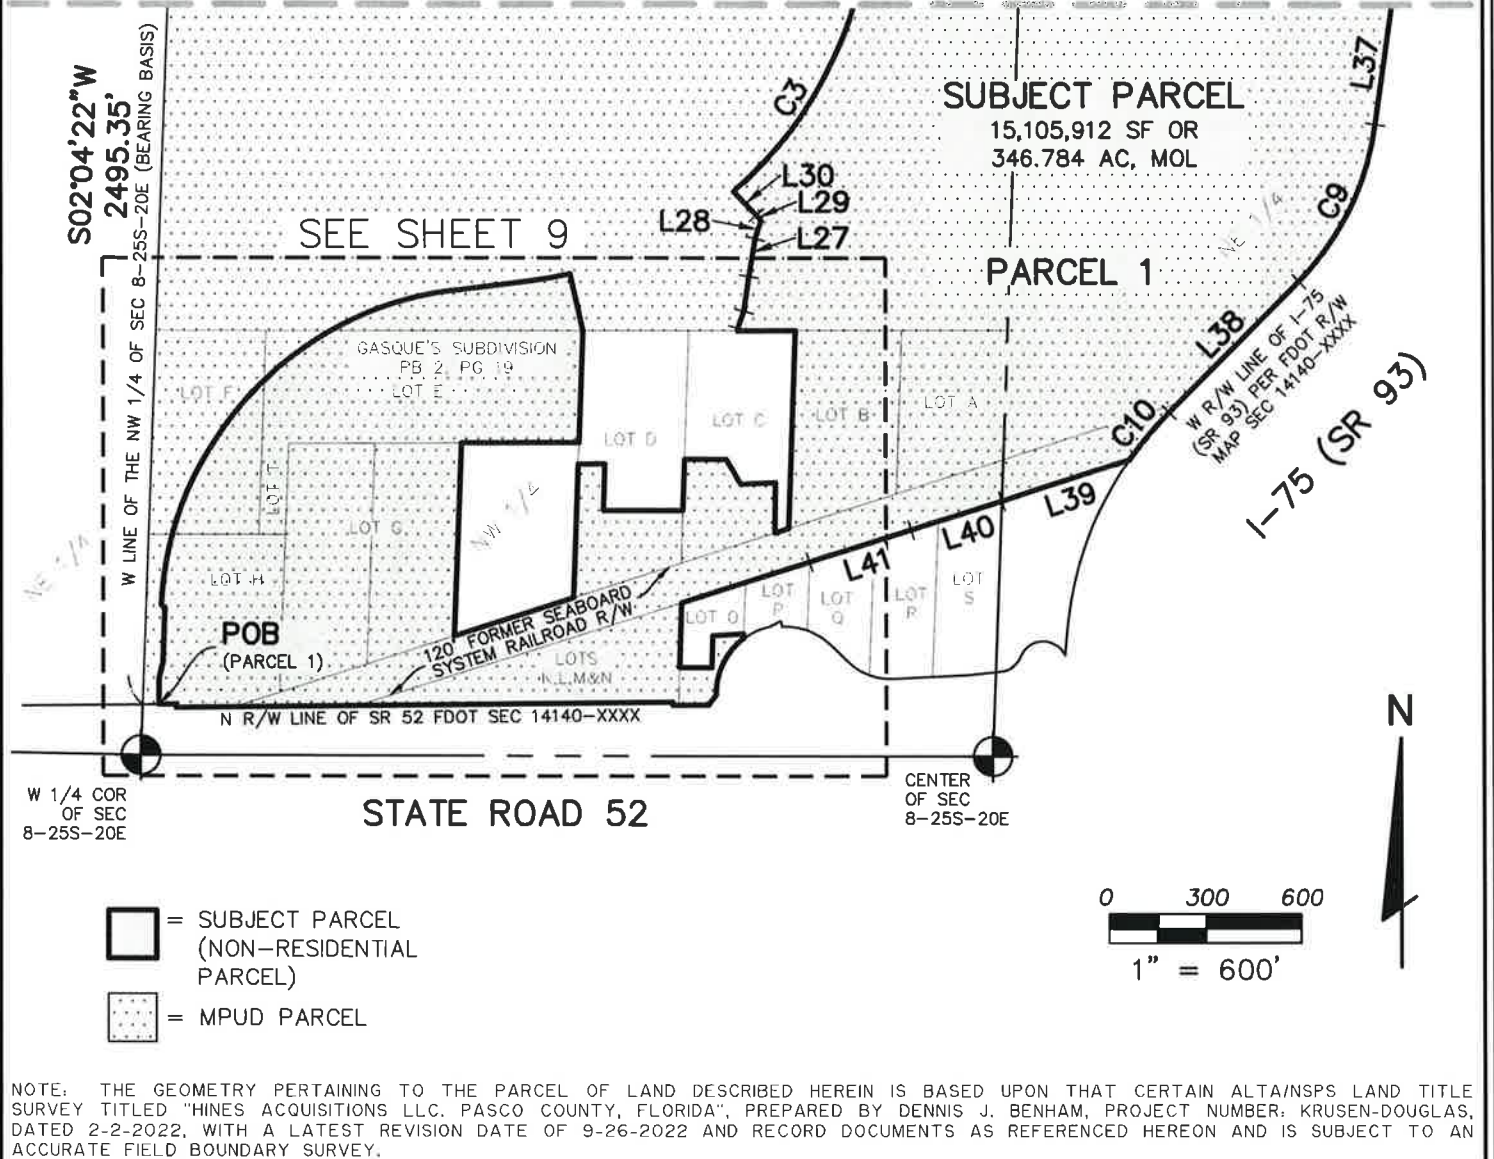 S02°04'22"W
2495.35'
W LINE OF THE NW 1/4 OF SEC 8-25S-20E (BEARING BASIS)
C3
L37
SUBJECT PARCEL
15,105,912 SF OR
346.784 AC, MOL
L30
L29
L28
L27
C9
NE 1/4
SEE SHEET 9
PARCEL 1
L38
W R/W LINE OF I-75
(SR 93) PER FDOT R/W
MAP SEC 14140-XXXX
GASQUE'S SUBDIVISION
PB 2, PG 19
LOT F
LOT E
LOT D
LOT C
LOT B
LOT A
C10
I-75 (SR 93)
LOT I
LOT G
NW 1/4
L39
L40
L41
NE 1/4
LOT H
LOT O
LOT
P
LOT
Q
LOT
R
LOT
S
POB
(PARCEL 1)
120' FORMER SEABOARD
SYSTEM RAILROAD R/W
LOTS
K,L,M&N
N R/W LINE OF SR 52 FDOT SEC 14140-XXXX
N
W 1/4 COR
OF SEC
8-25S-20E
STATE ROAD 52
CENTER
OF SEC
8-25S-20E
0 300 600
1" = 600'
= SUBJECT PARCEL
(NON-RESIDENTIAL
PARCEL)
= MPUD PARCEL
NOTE: THE GEOMETRY PERTAINING TO THE PARCEL OF LAND DESCRIBED HEREIN IS BASED UPON THAT CERTAIN ALTA/NSPS LAND TITLE
SURVEY TITLED "HINES ACQUISITIONS LLC. PASCO COUNTY, FLORIDA", PREPARED BY DENNIS J. BENHAM, PROJECT NUMBER: KRUSEN-DOUGLAS,
DATED 2-2-2022, WITH A LATEST REVISION DATE OF 9-26-2022 AND RECORD DOCUMENTS AS REFERENCED HEREON AND IS SUBJECT TO AN
ACCURATE FIELD BOUNDARY SURVEY.